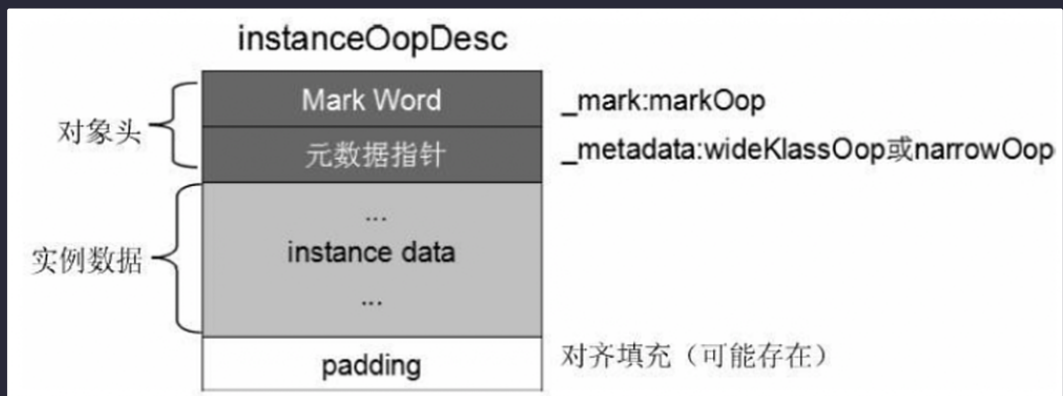 instanceOopDesc
对象头
Mark Word
_mark:markOop
元数据指针
_metadata:wideKlassOop或narrowOop
实例数据
...
instance data
...
padding
对齐填充（可能存在）